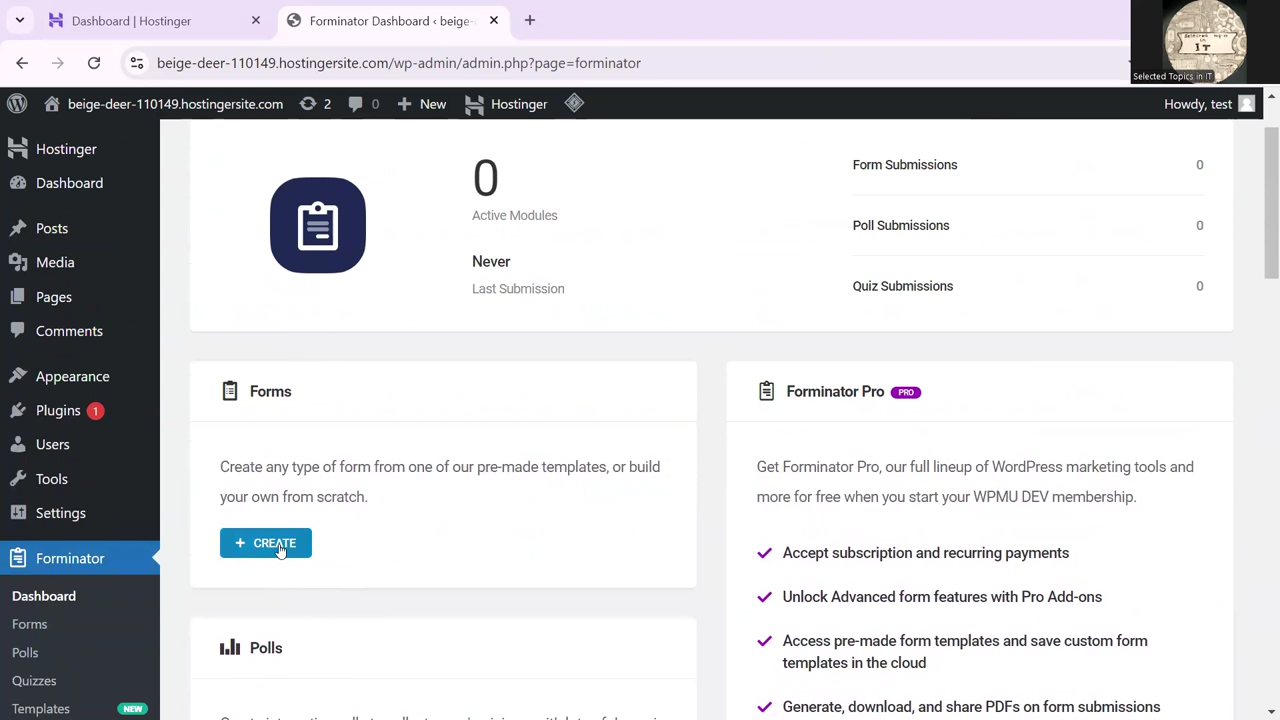 Dashboard | Hostinger
Forminator Dashboard ‹ beige-
beige-deer-110149.hostingersite.com/wp-admin/admin.php?page=forminator
Selected Topics in IT
beige-deer-110149.hostingersite.com
2
0
New
Hostinger
Howdy, test
Hostinger
Dashboard
Posts
Media
Pages
Comments
Appearance
Plugins 1
Users
Tools
Settings
Forminator
Dashboard
Forms
Polls
Quizzes
Templates NEW
0
Active Modules
Never
Last Submission
Form Submissions 0
Poll Submissions 0
Quiz Submissions 0
Forms
Create any type of form from one of our pre-made templates, or build
your own from scratch.
+ CREATE
Polls
Forminator Pro PRO
Get Forminator Pro, our full lineup of WordPress marketing tools and
more for free when you start your WPMU DEV membership.
Accept subscription and recurring payments
Unlock Advanced form features with Pro Add-ons
Access pre-made form templates and save custom form
templates in the cloud
Generate, download, and share PDFs on form submissions